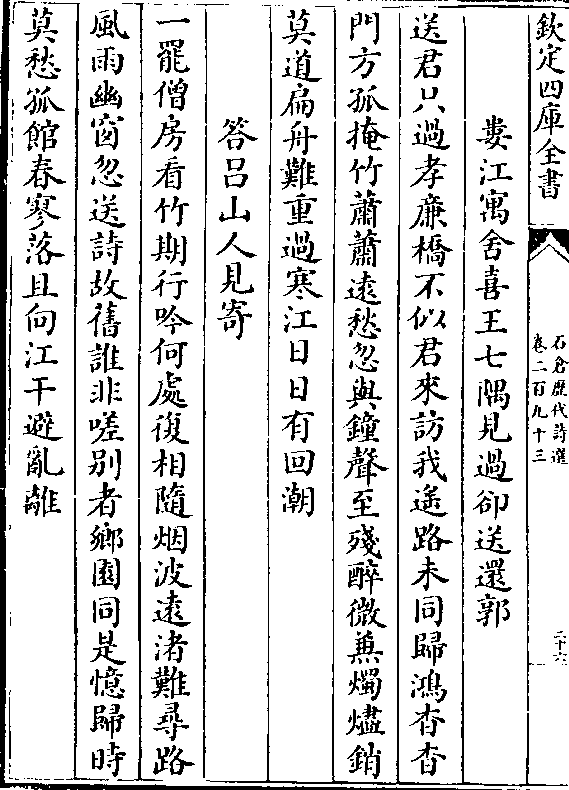 欽定四庫全書
石倉歴代詩選
卷二百九十三
二十六
婁江寓舍喜王七隅見過卻送還郭
送君只過孝廉橋不似君來訪我遙路未同歸鴻杳杳
門方孤掩竹蕭蕭遠愁忽與鐘聲至殘醉微無燭燼銷
莫道扁舟難重過寒江日日有回潮
答呂山人見寄
一罷僧房看竹期行吟何處復相隨烟波遠渚難尋路
風雨幽窗忽送詩故舊誰非嗟别者鄉園同是憶歸時
莫愁孤館春寥落且向江干避亂離